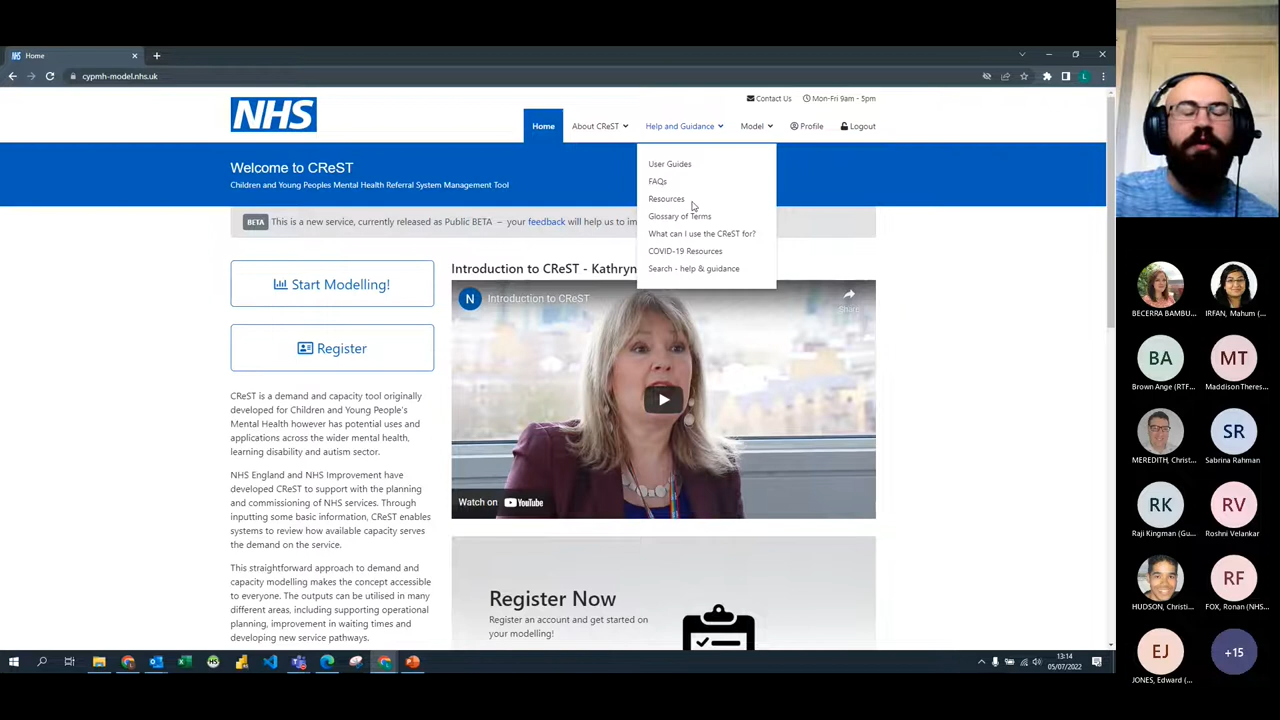 Home
cypmh-model.nhs.uk
NHS
Contact Us
Mon-Fri 9am - 5pm
Home
About CReST
Help and Guidance
Model
Profile
Logout
Welcome to CReST
Children and Young Peoples Mental Health Referral System Management Tool
User Guides
FAQs
Resources
Glossary of Terms
What can I use the CReST for?
COVID-19 Resources
Search - help & guidance
BETA
This is a new service, currently released as Public BETA – your feedback will help us to im
Start Modelling!
Register
CReST is a demand and capacity tool originally
developed for Children and Young People's
Mental Health however has potential uses and
applications across the wider mental health,
learning disability and autism sector.
NHS England and NHS Improvement have
developed CReST to support with the planning
and commissioning of NHS services. Through
inputting some basic information, CReST enables
systems to review how available capacity serves
the demand on the service.
This straightforward approach to demand and
capacity modelling makes the concept accessible
to everyone. The outputs can be utilised in many
different areas, including supporting operational
planning, improvement in waiting times and
developing new service pathways.
Introduction to CReST - Kathryn
N
Introduction to CReST
Share
Watch on YouTube
Register Now
Register an account and get started on
your modelling!
BECERRA BAMBU...
IRFAN, Mahum (...
BA
MT
Brown Ange (RTF...
Maddison Theres...
SR
MEREDITH, Christ...
Sabrina Rahman
RK
RV
Raji Kingman (Gu...
Roshni Velankar
RF
HUDSON, Christi...
FOX, Ronan (NHS...
EJ
+15
JONES, Edward (...
13:14
05/07/2022